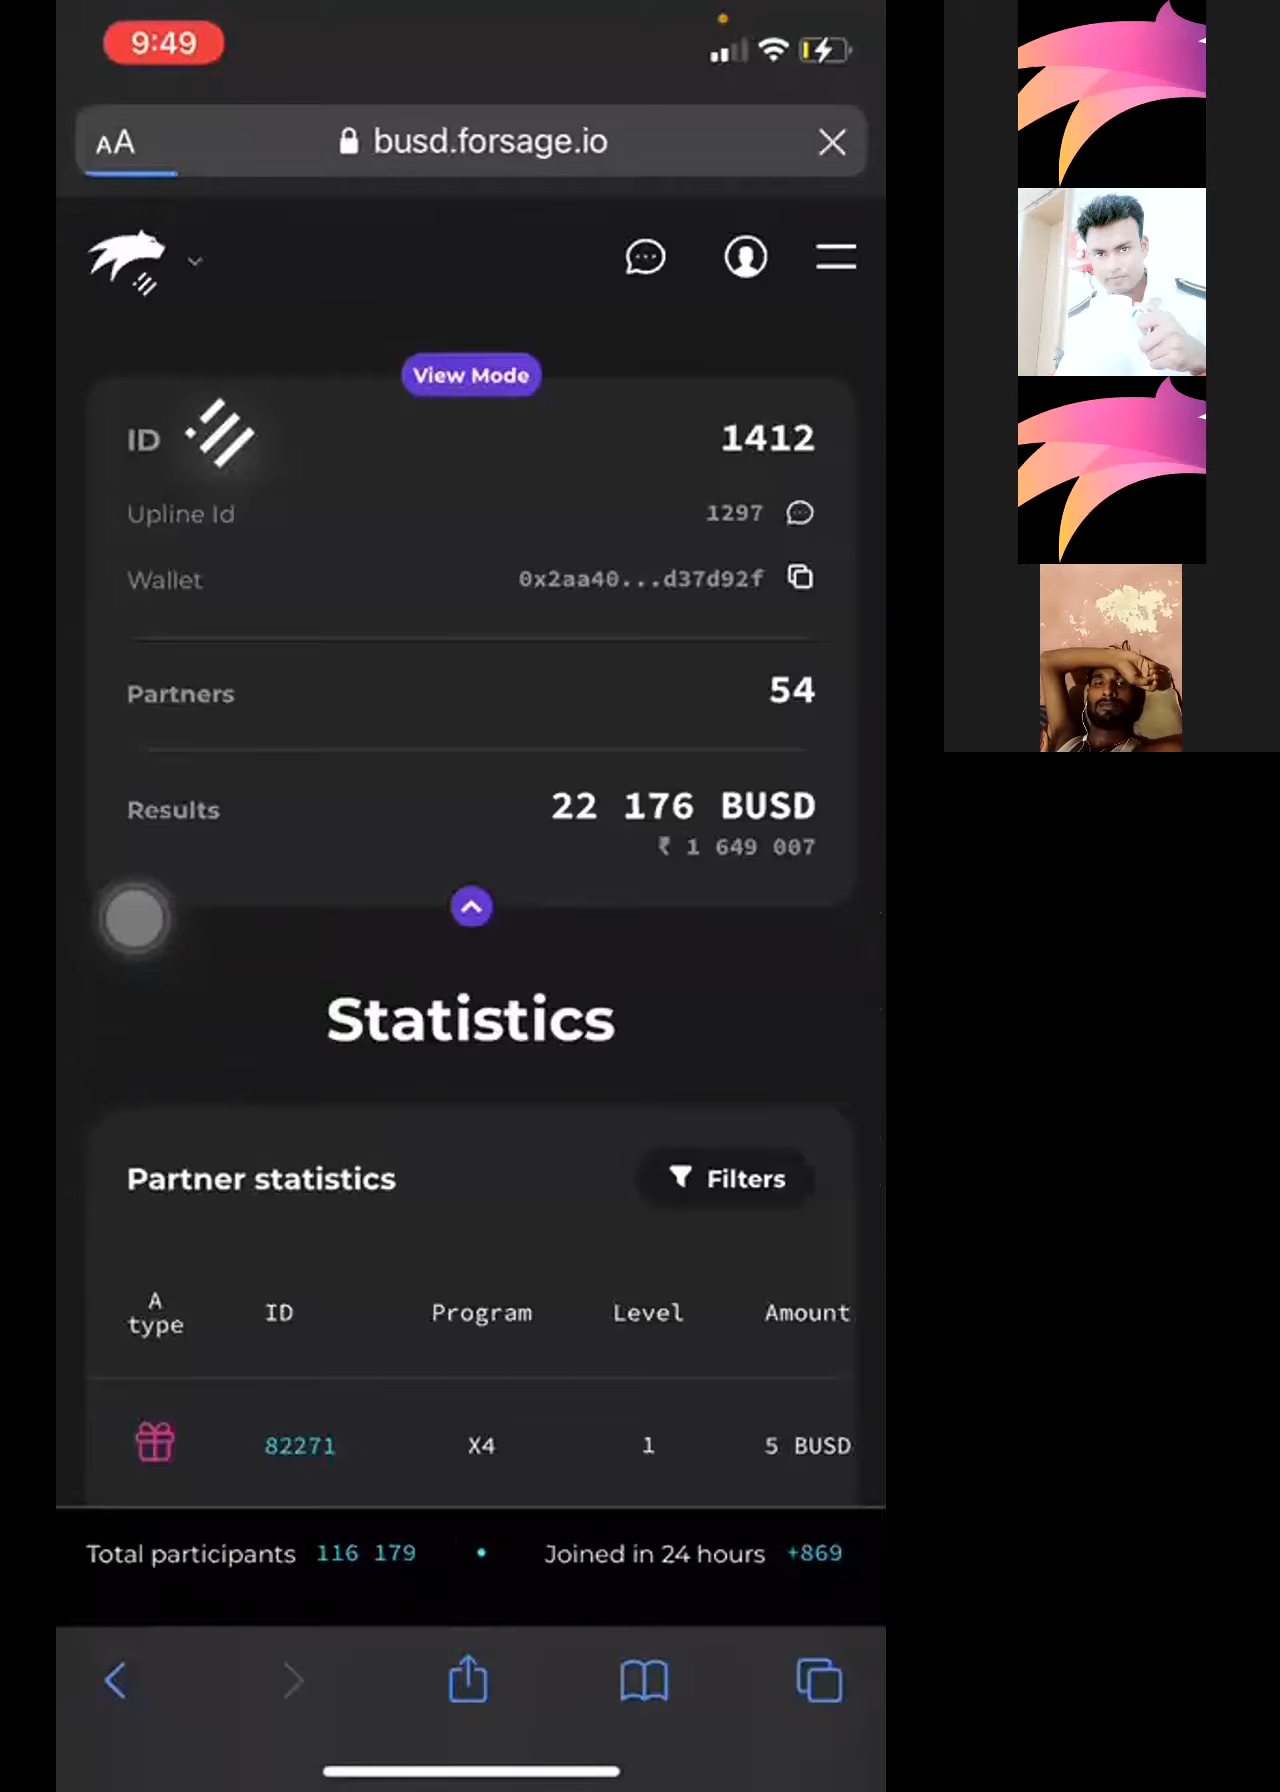 9:49
AA busd.forsage.io
View Mode
ID 1412
Upline Id 1297
Wallet 0x2aa40...d37d92f
Partners 54
Results 22 176 BUSD
₹ 1 649 007
Statistics
Partner statistics Filters
A type ID Program Level Amount
82271 X4 1 5 BUSD
Total participants 116 179 • Joined in 24 hours +869